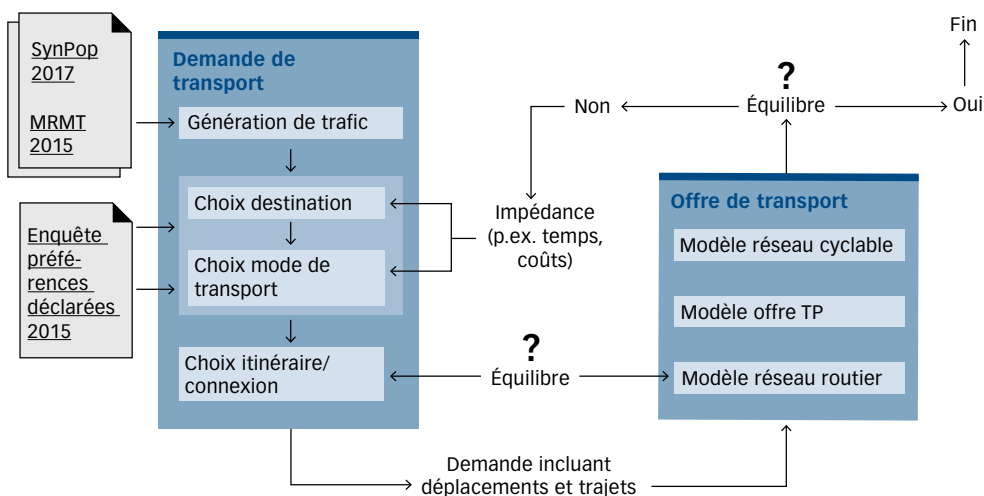 SynPop
2017
MRMT
2015
Enquête
préfé-
rences
déclarées
2015
Demande de
transport
Génération de trafic
Choix destination
Choix mode de
transport
Choix itinéraire/
connexion
Impédance
(p.ex. temps,
coûts)
Non
?
Équilibre
Oui
Fin
?
Équilibre
Offre de transport
Modèle réseau cyclable
Modèle offre TP
Modèle réseau routier
Demande incluant
déplacements et trajets